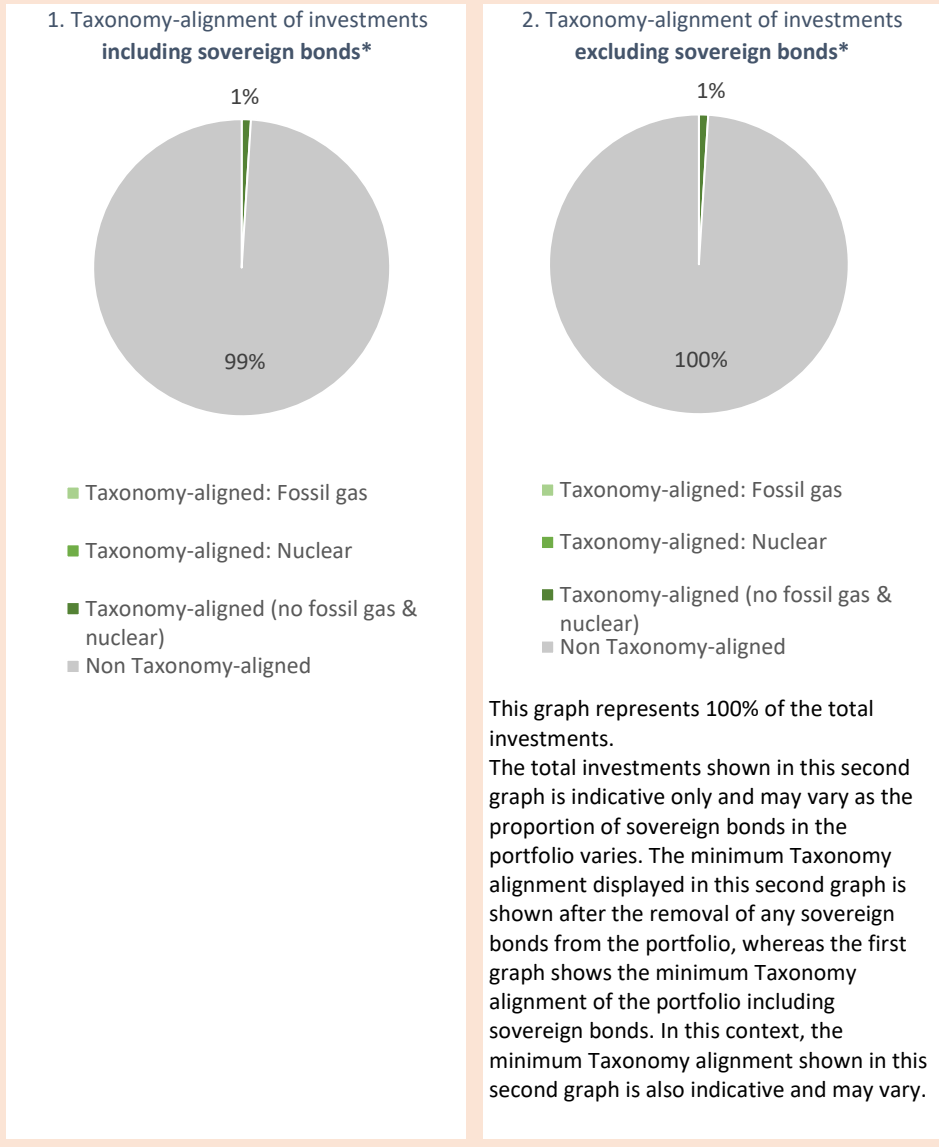 1. Taxonomy-alignment of investments
including sovereign bonds*
1%
99%
Taxonomy-aligned: Fossil gas
Taxonomy-aligned: Nuclear
Taxonomy-aligned (no fossil gas &
nuclear)
Non Taxonomy-aligned
2. Taxonomy-alignment of investments
excluding sovereign bonds*
1%
100%
Taxonomy-aligned: Fossil gas
Taxonomy-aligned: Nuclear
Taxonomy-aligned (no fossil gas &
nuclear)
Non Taxonomy-aligned
This graph represents 100% of the total
investments.
The total investments shown in this second
graph is indicative only and may vary as the
proportion of sovereign bonds in the
portfolio varies. The minimum Taxonomy
alignment displayed in this second graph is
shown after the removal of any sovereign
bonds from the portfolio, whereas the first
graph shows the minimum Taxonomy
alignment of the portfolio including
sovereign bonds. In this context, the
minimum Taxonomy alignment shown in this
second graph is also indicative and may vary.